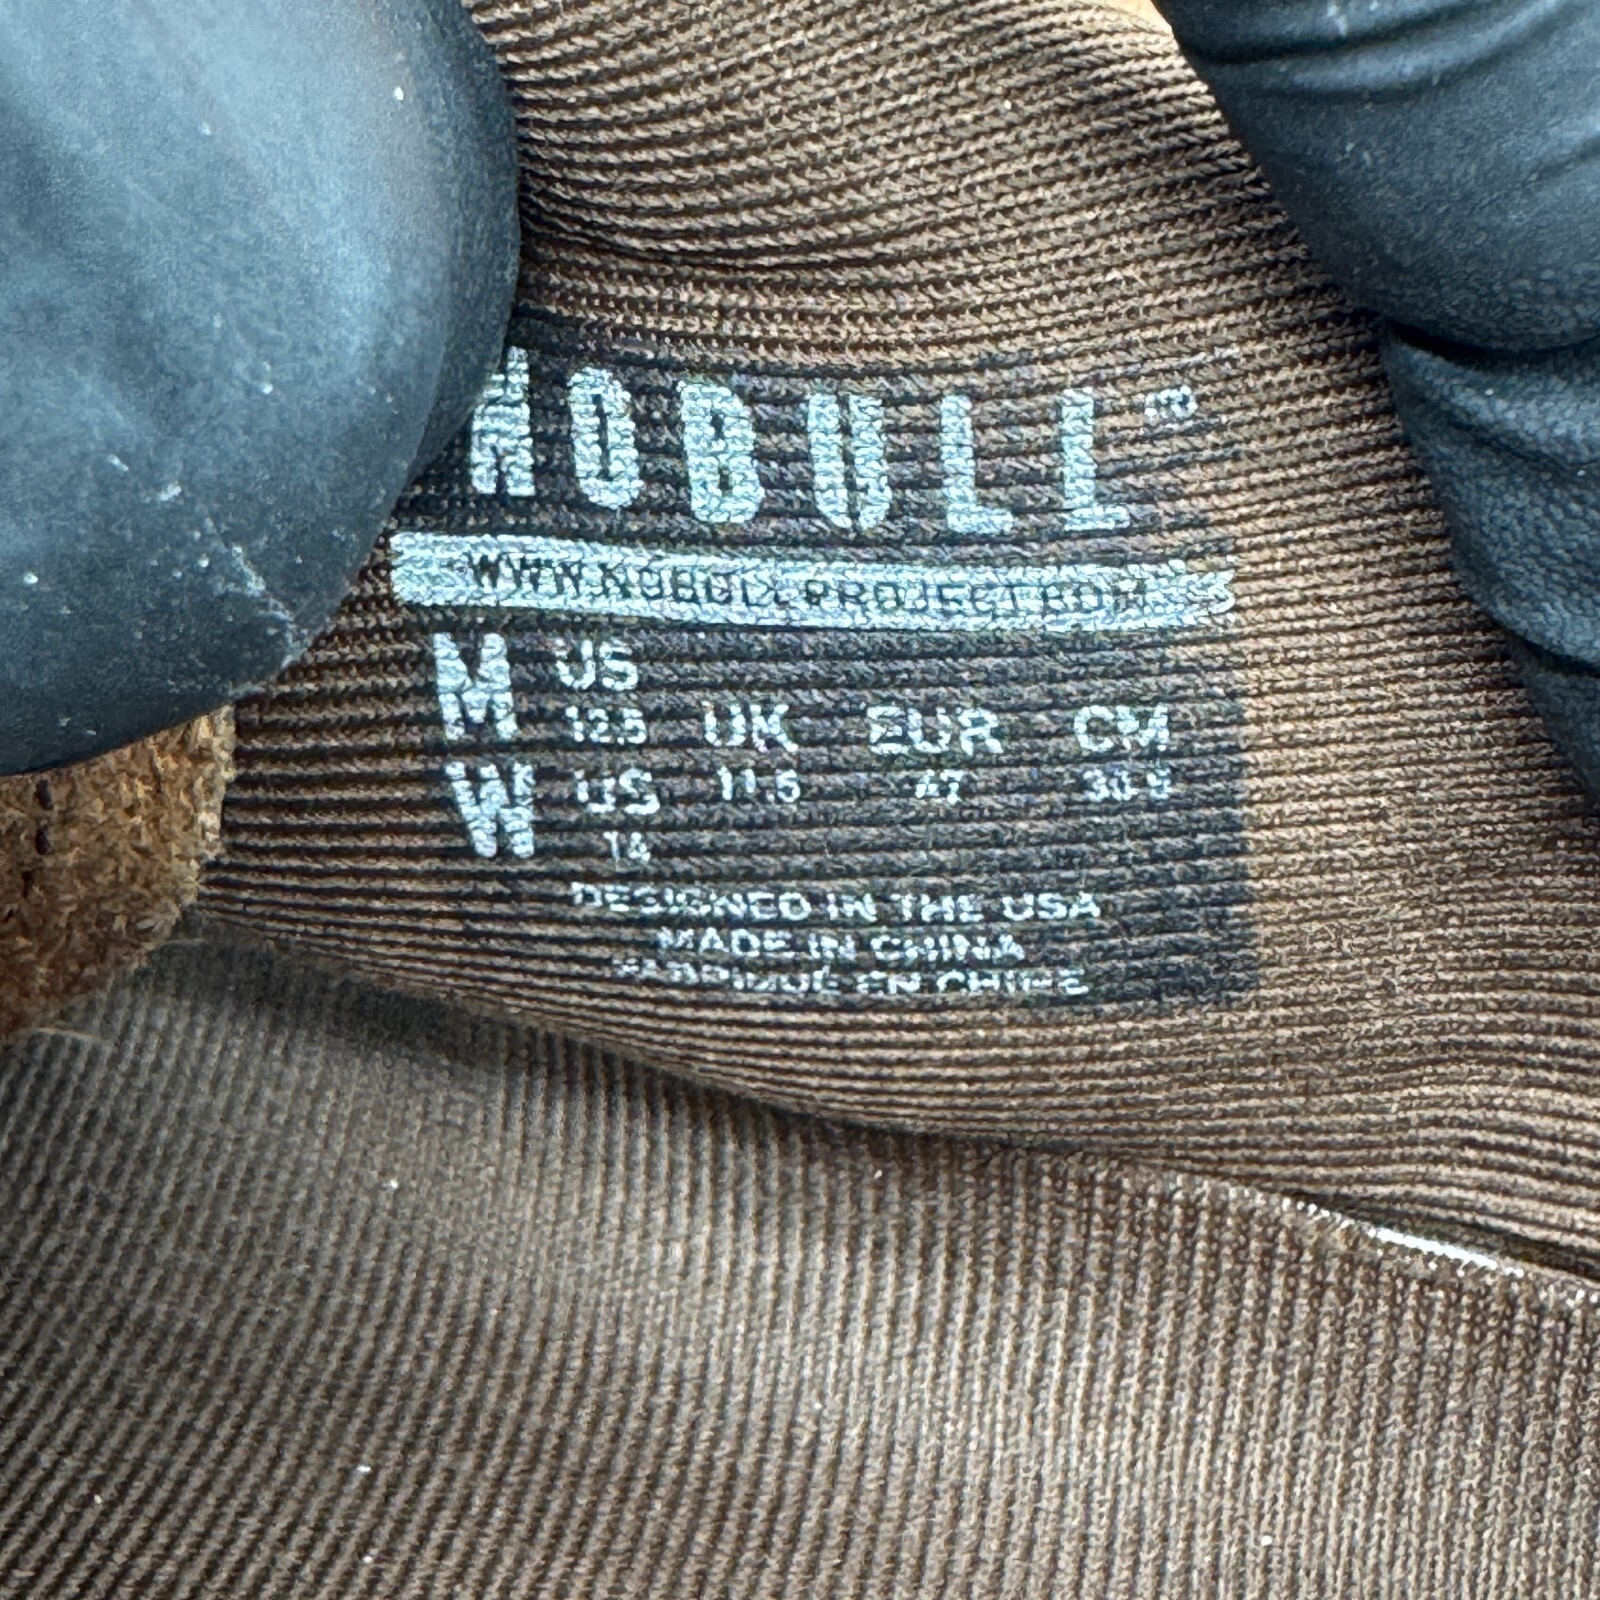 NOBULL
WWW.NOBULLPROJECT.COM
M US 12.5
W US 14
UK 11.5
EUR 47
CM 30.5
DESIGNED IN THE USA
MADE IN CHINA
FABRIQUÉ EN CHINE